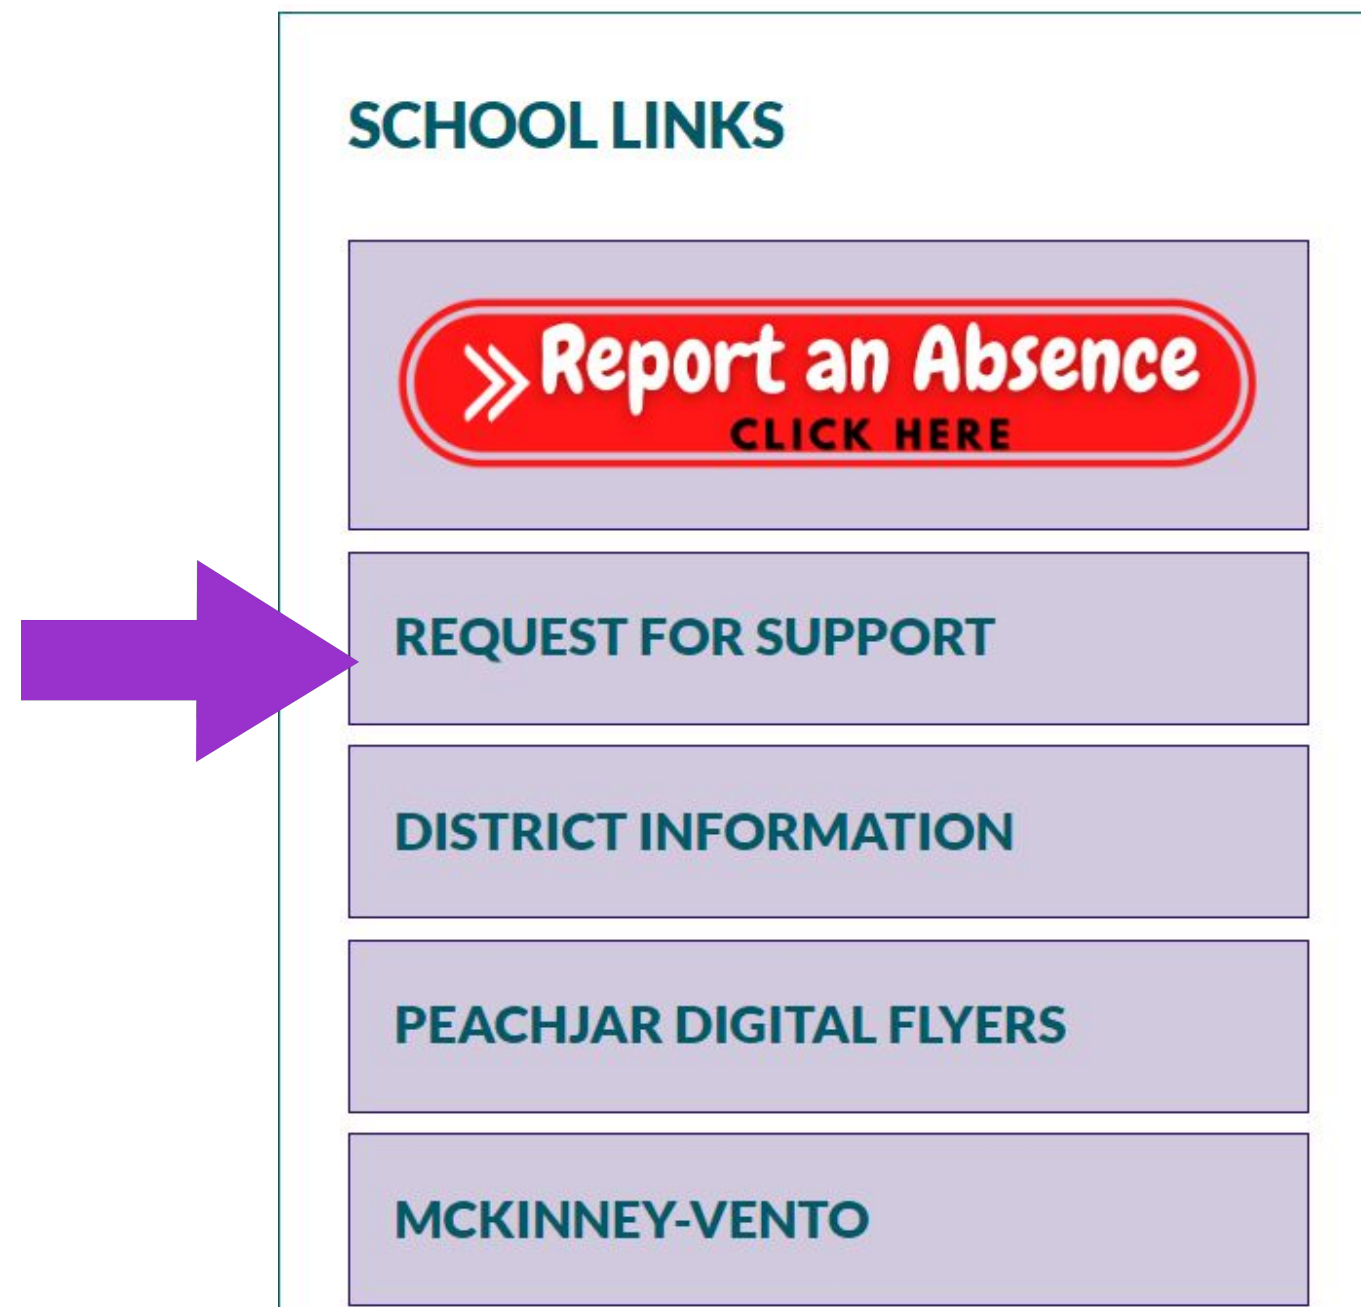 SCHOOL LINKS
Report an Absence
CLICK HERE
REQUEST FOR SUPPORT
DISTRICT INFORMATION
PEACHJAR DIGITAL FLYERS
MCKINNEY-VENTO